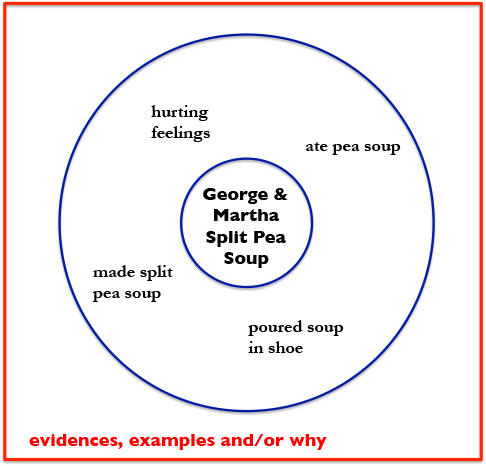 hurting
feelings
ate pea soup
George &
Martha
Split Pea
Soup
made split
pea soup
poured soup
in shoe
evidences, examples and/or why